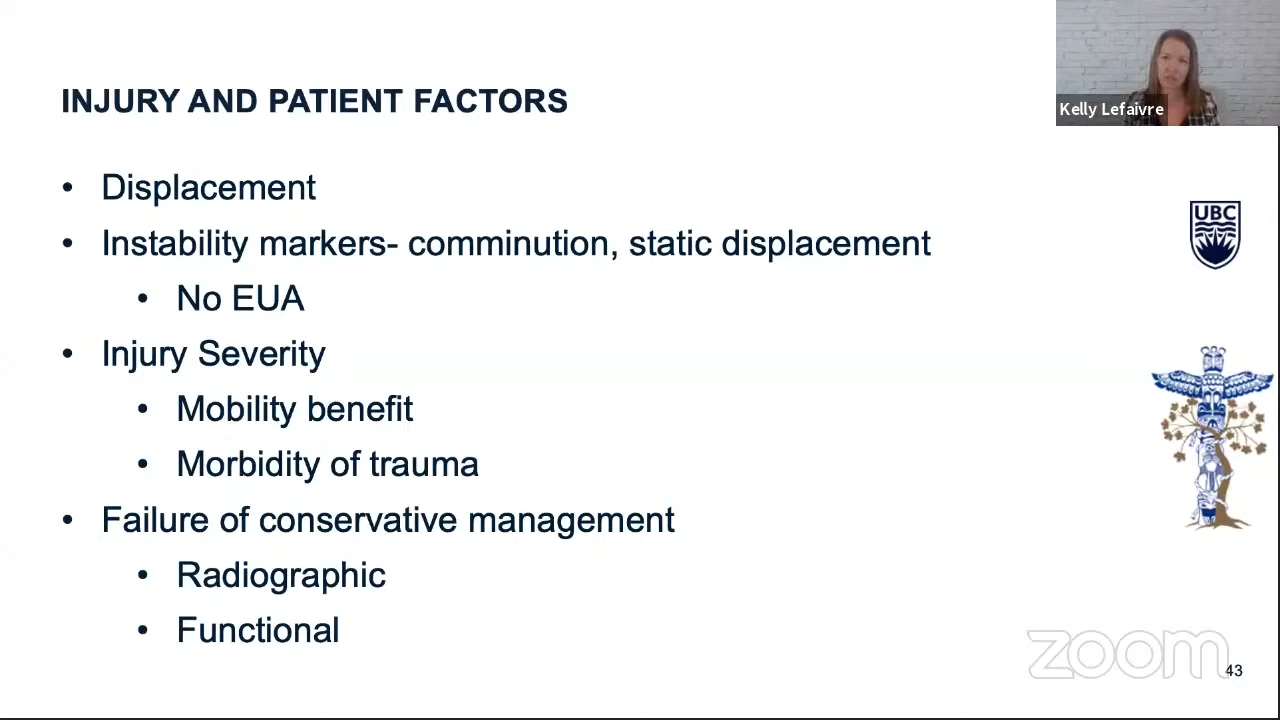 Kelly Lefaivre
INJURY AND PATIENT FACTORS
• Displacement
• Instability markers- comminution, static displacement
• No EUA
• Injury Severity
• Mobility benefit
• Morbidity of trauma
• Failure of conservative management
• Radiographic
• Functional
UBC
zoom
43